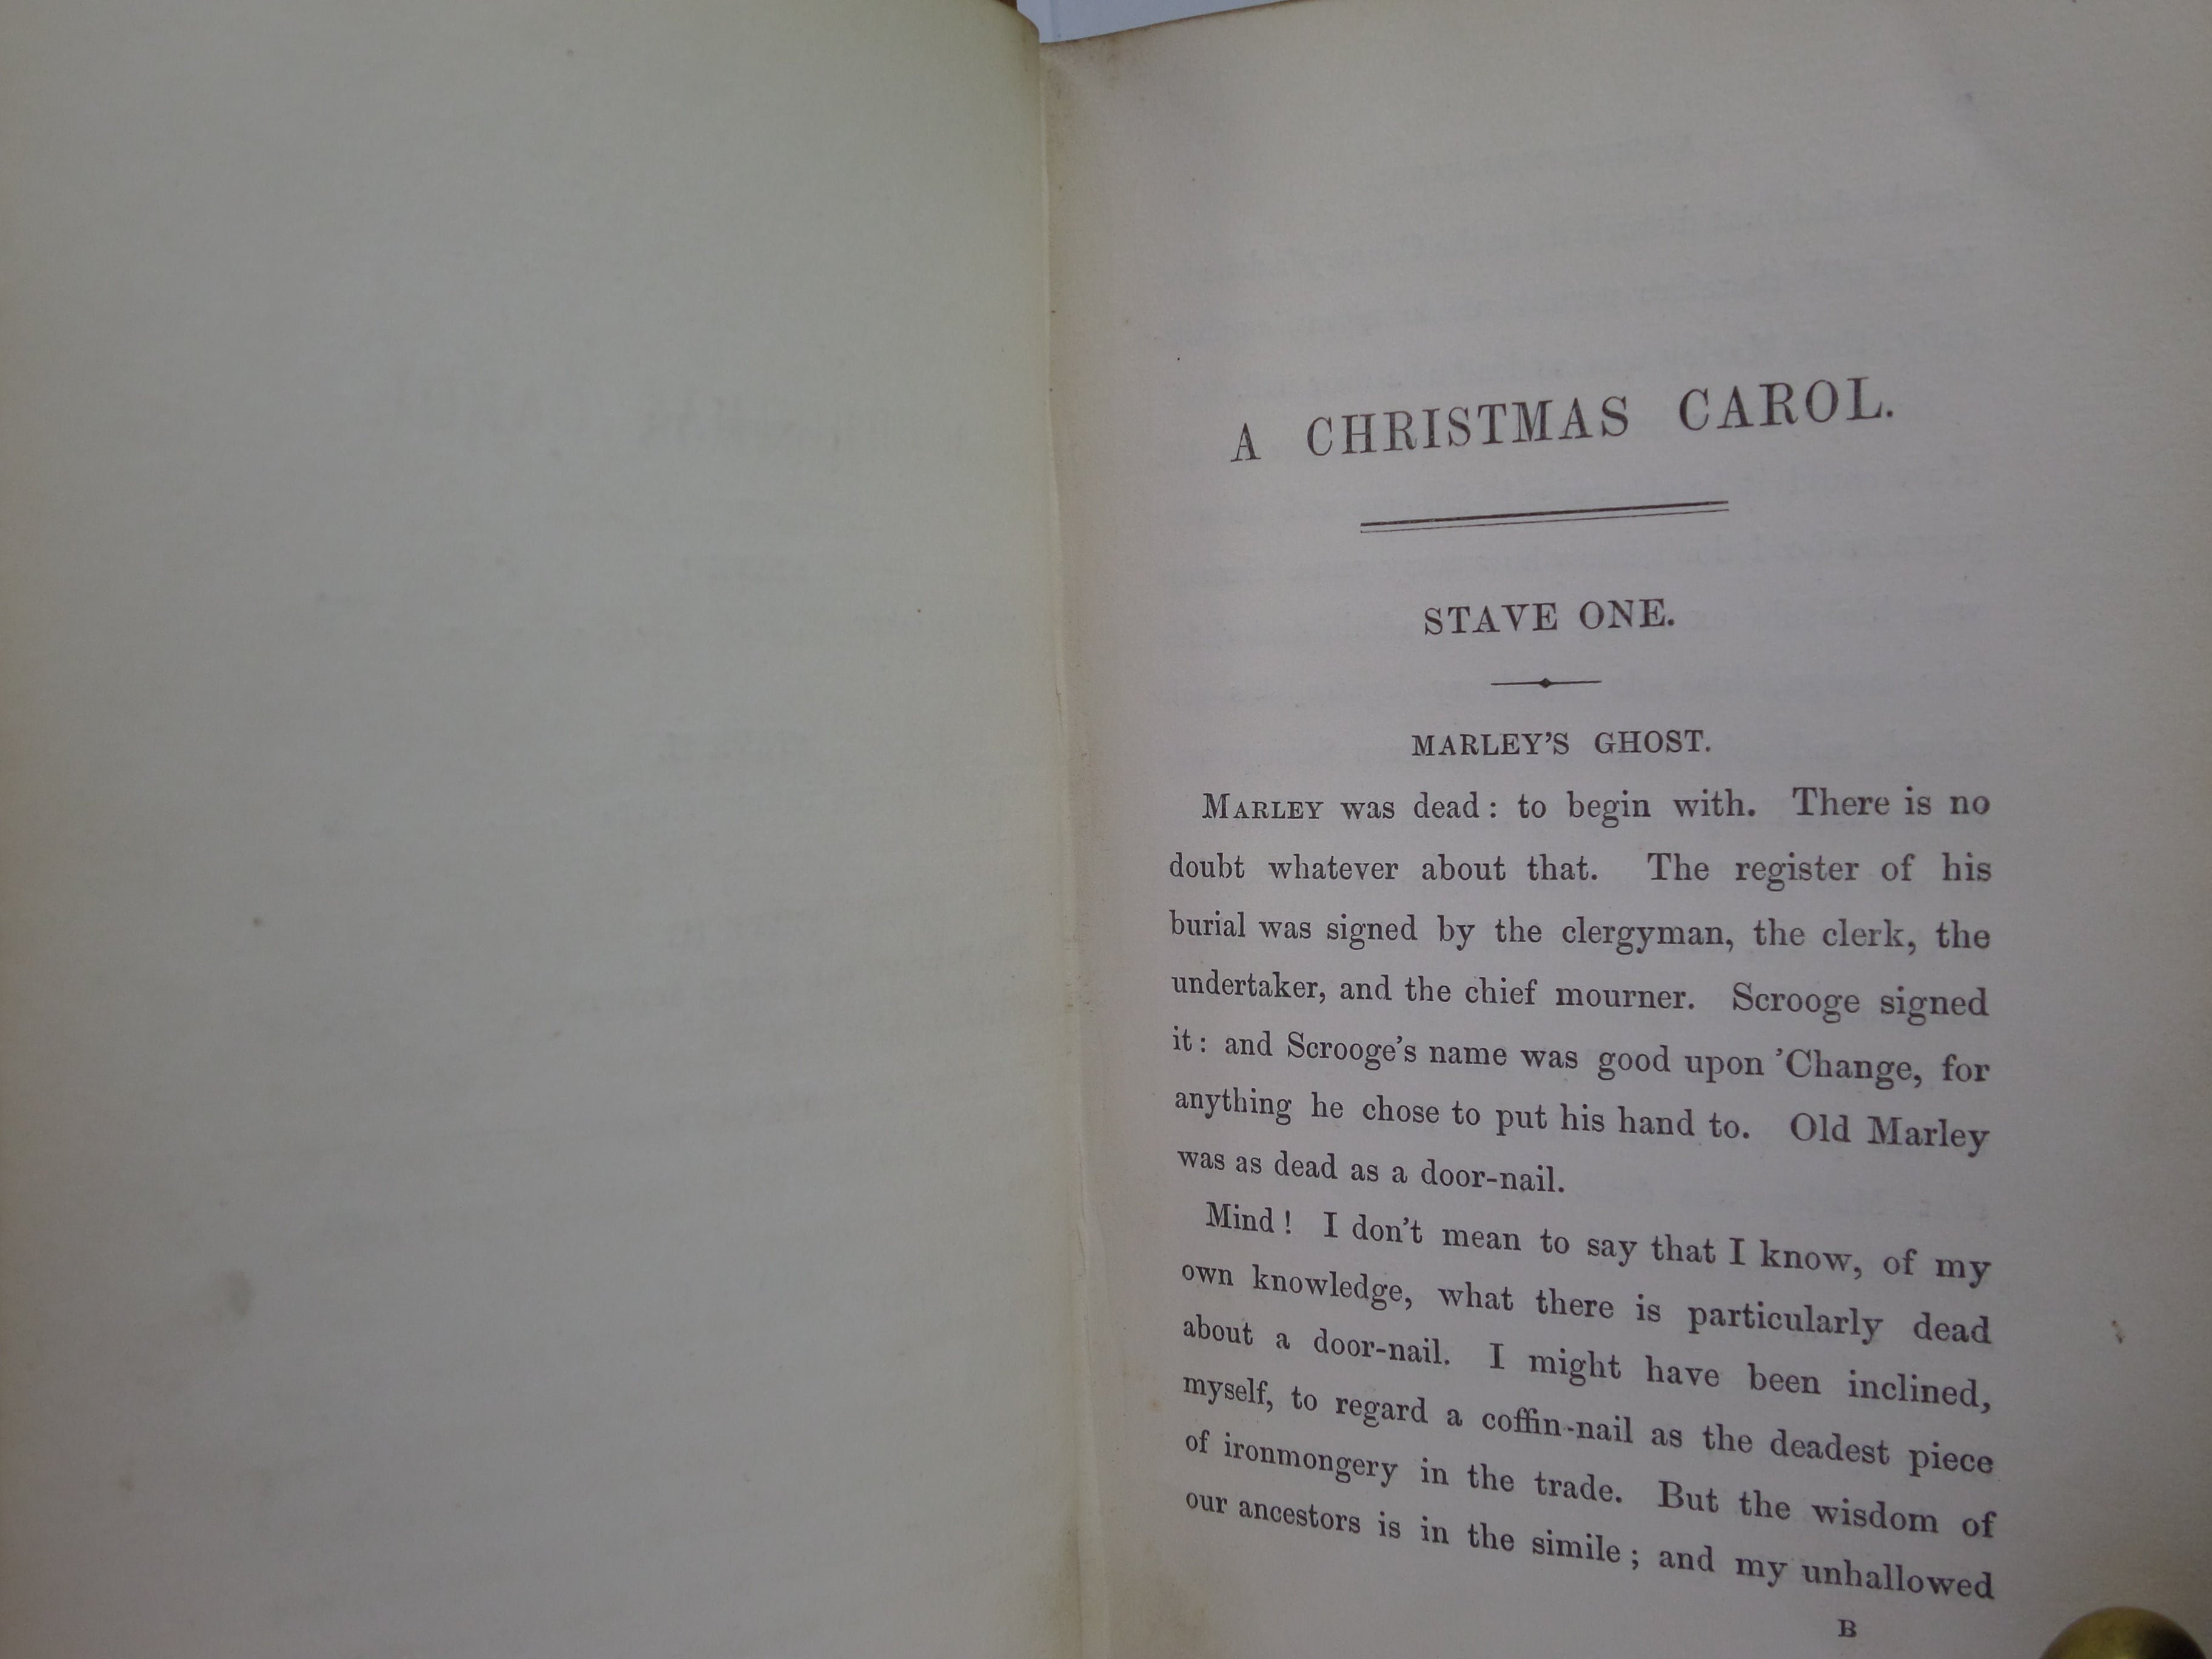 A CHRISTMAS CAROL.
STAVE ONE.
MARLEY'S GHOST.
MARLEY was dead: to begin with. There is no
doubt whatever about that. The register of his
burial was signed by the clergyman, the clerk, the
undertaker, and the chief mourner. Scrooge signed
it: and Scrooge's name was good upon 'Change, for
anything he chose to put his hand to. Old Marley
was as dead as a door-nail.
Mind! I don't mean to say that I know, of my
own knowledge, what there is particularly dead
about a door-nail. I might have been inclined,
myself, to regard a coffin-nail as the deadest piece
of ironmongery in the trade. But the wisdom of
our ancestors is in the simile; and my unhallowed
B